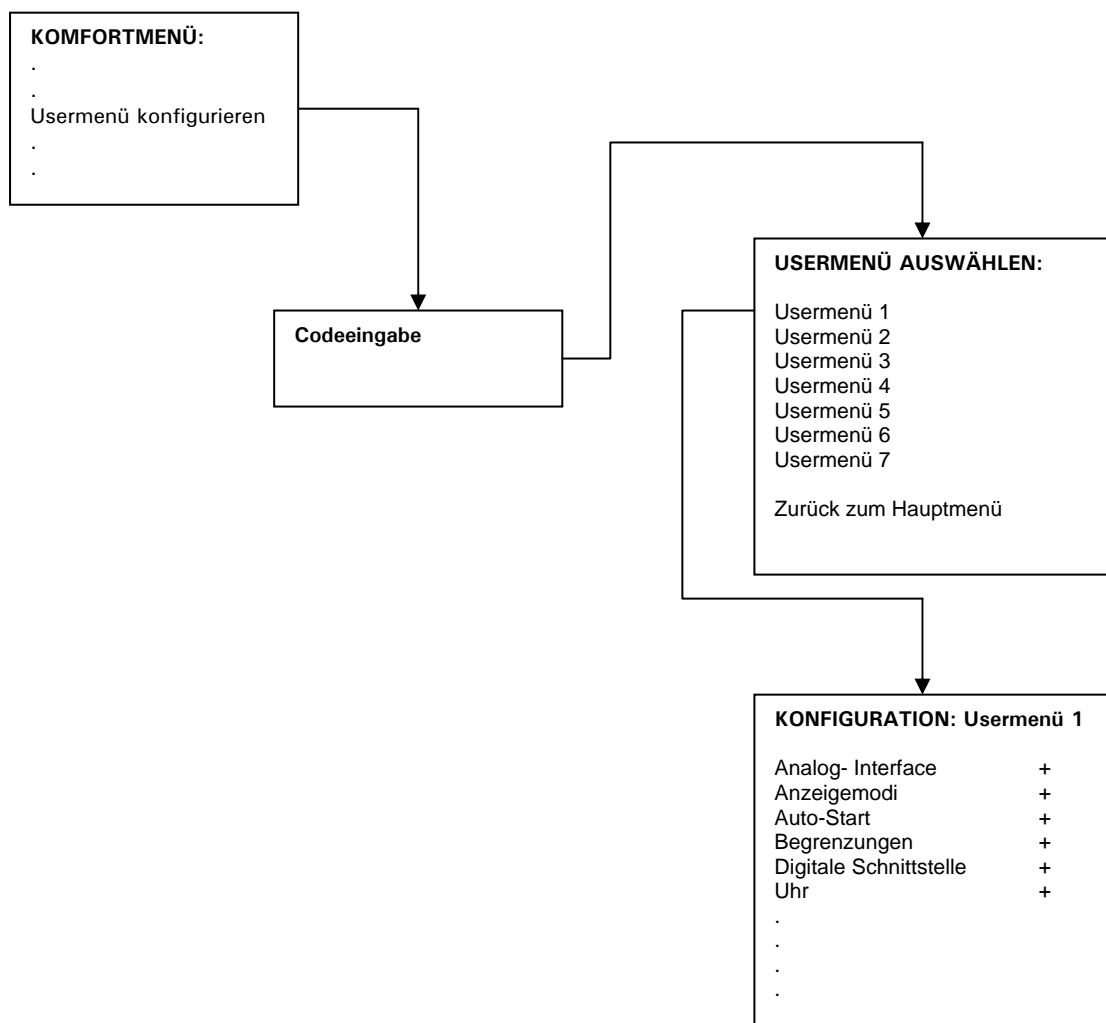 KOMFORTMENÜ:
.
.
Usermenü konfigurieren
.
.
Codeeingabe
USERMENÜ AUSWÄHLEN:
Usermenü 1
Usermenü 2
Usermenü 3
Usermenü 4
Usermenü 5
Usermenü 6
Usermenü 7
Zurück zum Hauptmenü
KONFIGURATION: Usermenü 1
Analog- Interface +
Anzeigemodi +
Auto-Start +
Begrenzungen +
Digitale Schnittstelle +
Uhr +
.
.
.
.